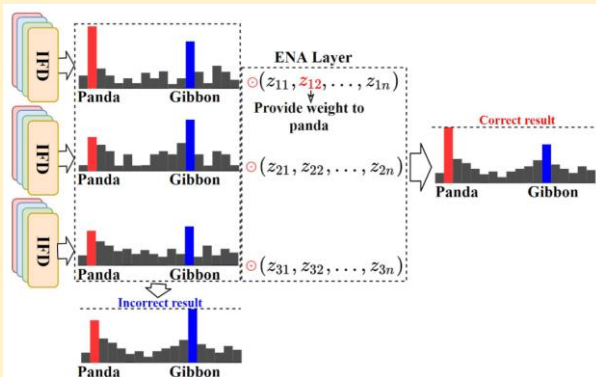 ENA Layer
IFD
Panda Gibbon
⊙(z₁₁, z₁₂, . . . , z₁ₙ)
Provide weight to
panda
IFD
Panda Gibbon
⊙(z₂₁, z₂₂, . . . , z₂ₙ)
Correct result
Panda Gibbon
IFD
Panda Gibbon
⊙(z₃₁, z₃₂, . . . , z₃ₙ)
Incorrect result
Panda Gibbon